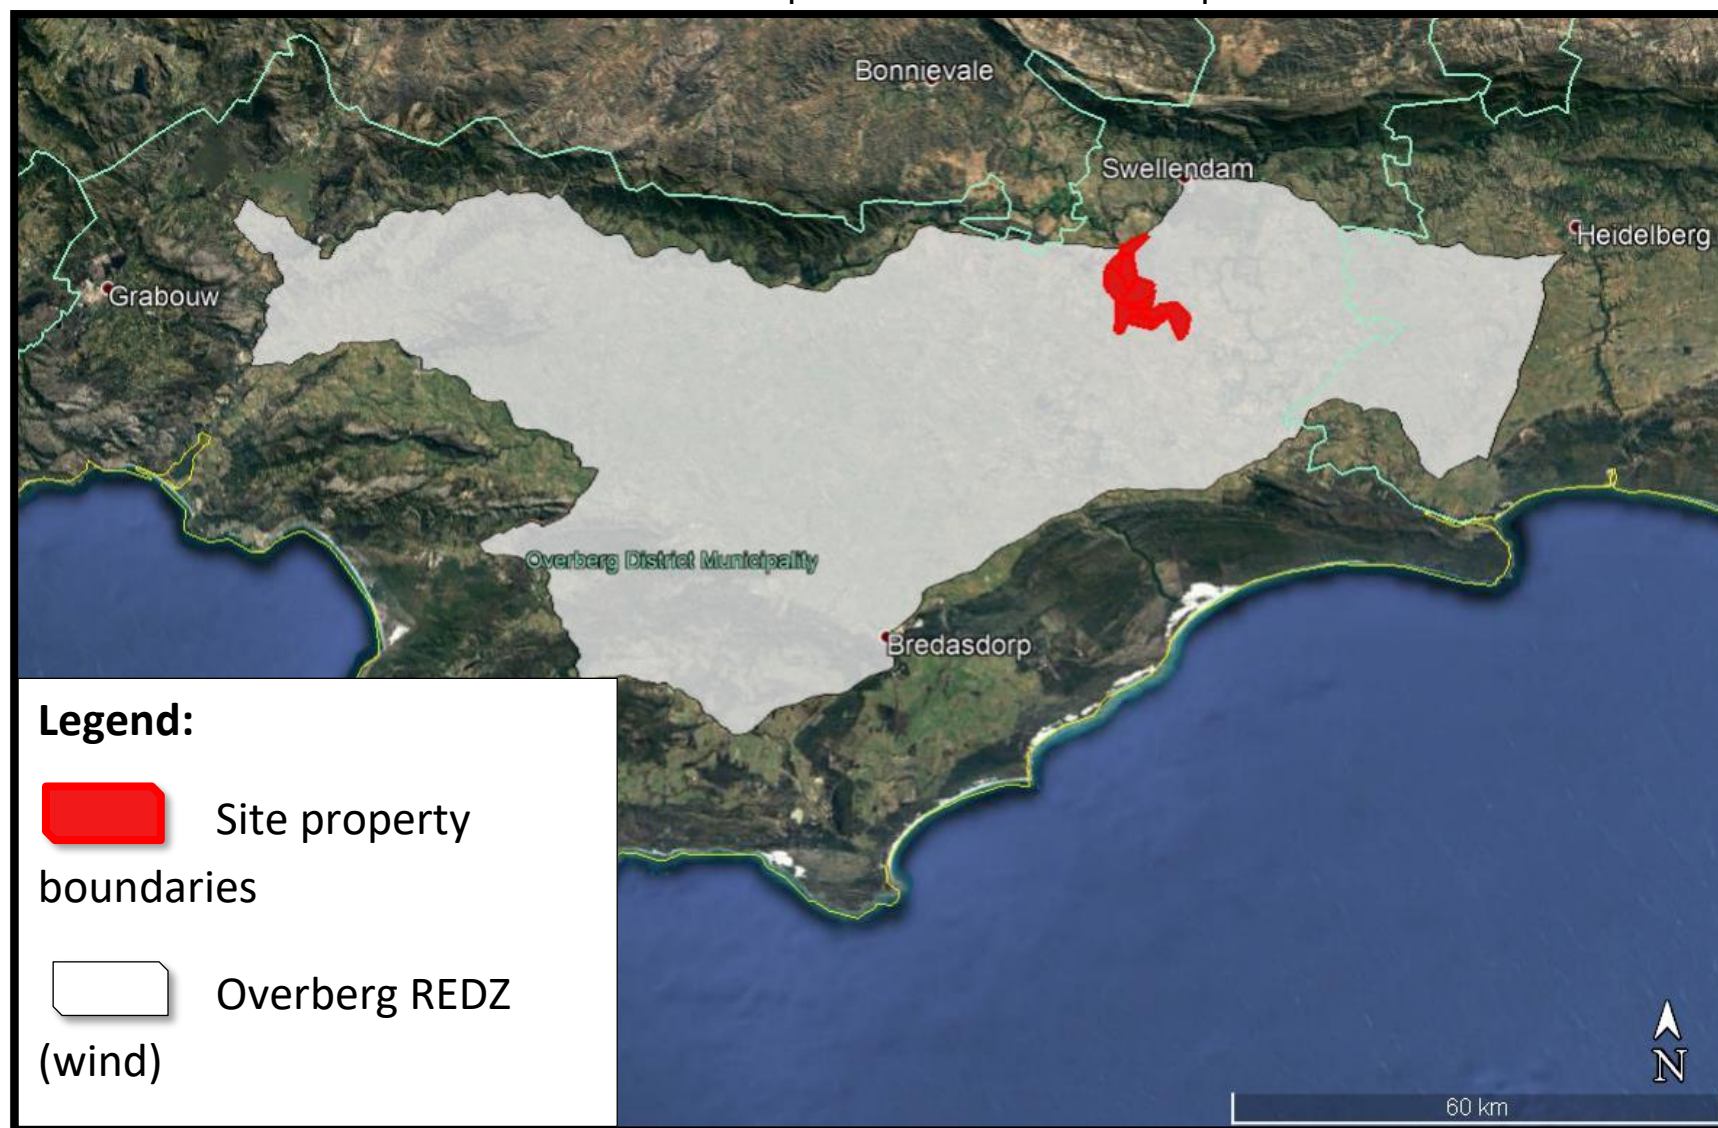 Bonnievale
Swellendam
Heidelberg
Grabouw
Overberg District Municipality
Bredasdorp
Legend:
Site property
boundaries
Overberg REDZ
(wind)
N
60 km